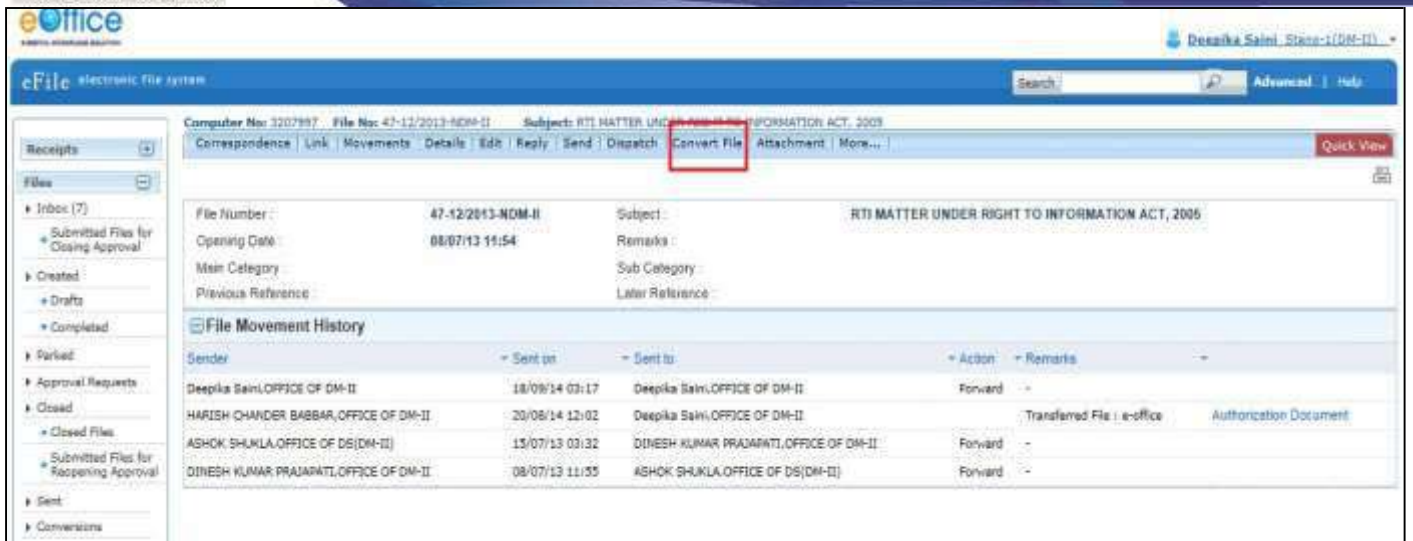 eOffice
Deepika Saini, Steno-1(DM-II)
eFile electronic file system
Search
Advanced | Help
Computer No: 3207997 File No: 47-12/2013-NDM-II Subject: RTI MATTER UNDER RIGHT TO INFORMATION ACT, 2005
Receipts
Correspondence | Link | Movements | Details | Edit | Reply | Send | Dispatch | Convert File | Attachment | More... |
Quick View
Files
Inbox (7)
Submitted Files for
Closing Approval
Created
Drafts
Completed
Parked
Approval Requests
Closed
Closed Files
Submitted Files for
Reopening Approval
Sent
Conversions
File Number : 47-12/2013-NDM-II Subject : RTI MATTER UNDER RIGHT TO INFORMATION ACT, 2005
Opening Date : 08/07/13 11:54 Remarks :
Main Category : Sub Category :
Previous Reference : Later Reference :
File Movement History
Sender Sent on Sent to Action Remarks
Deepika Saini,OFFICE OF DM-II 18/09/14 03:17 Deepika Saini,OFFICE OF DM-II Forward -
HARISH CHANDER BABBAR,OFFICE OF DM-II 20/08/14 12:02 Deepika Saini,OFFICE OF DM-II Transferred File : e-office Authorization Document
ASHOK SHUKLA,OFFICE OF DS(DM-II) 15/07/13 03:32 DINESH KUMAR PRAJAPATI,OFFICE OF DM-II Forward -
DINESH KUMAR PRAJAPATI,OFFICE OF DM-II 08/07/13 11:55 ASHOK SHUKLA,OFFICE OF DS(DM-II) Forward -